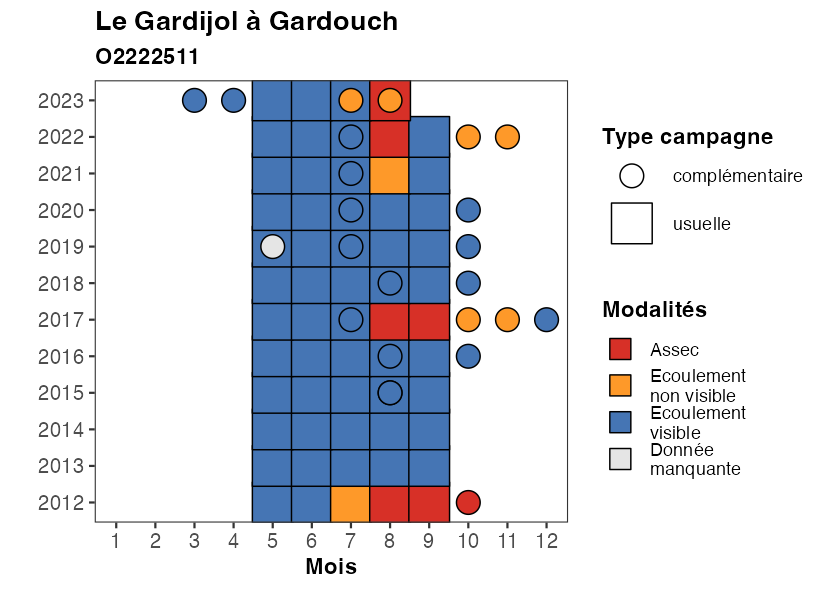 Le Gardijol à Gardouch
O2222511
2023
2022
2021
2020
2019
2018
2017
2016
2015
2014
2013
2012
1 2 3 4 5 6 7 8 9 10 11 12
Mois
Type campagne
complémentaire
usuelle
Modalités
Assec
Ecoulement
non visible
Ecoulement
visible
Donnée
manquante